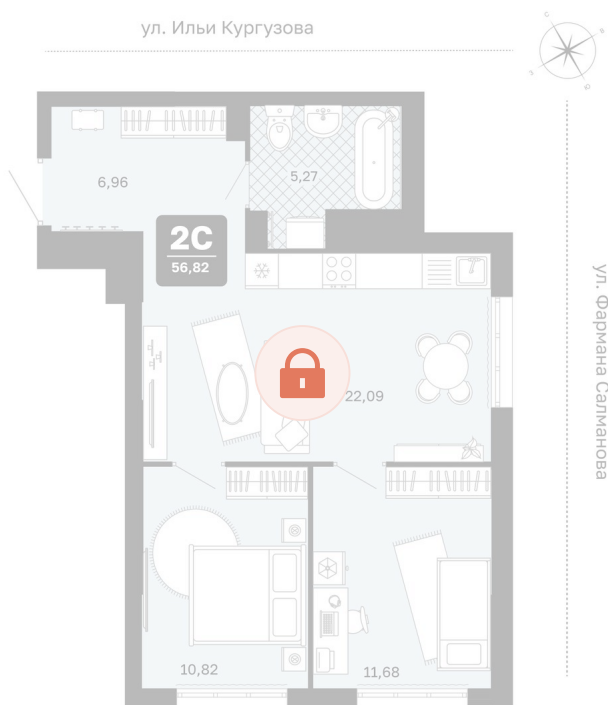 ул. Ильи Кургузова
С
В
З
Ю
6,96
5,27
2С
56,82
22,09
ул. Фармана Салманова
10,82
11,68